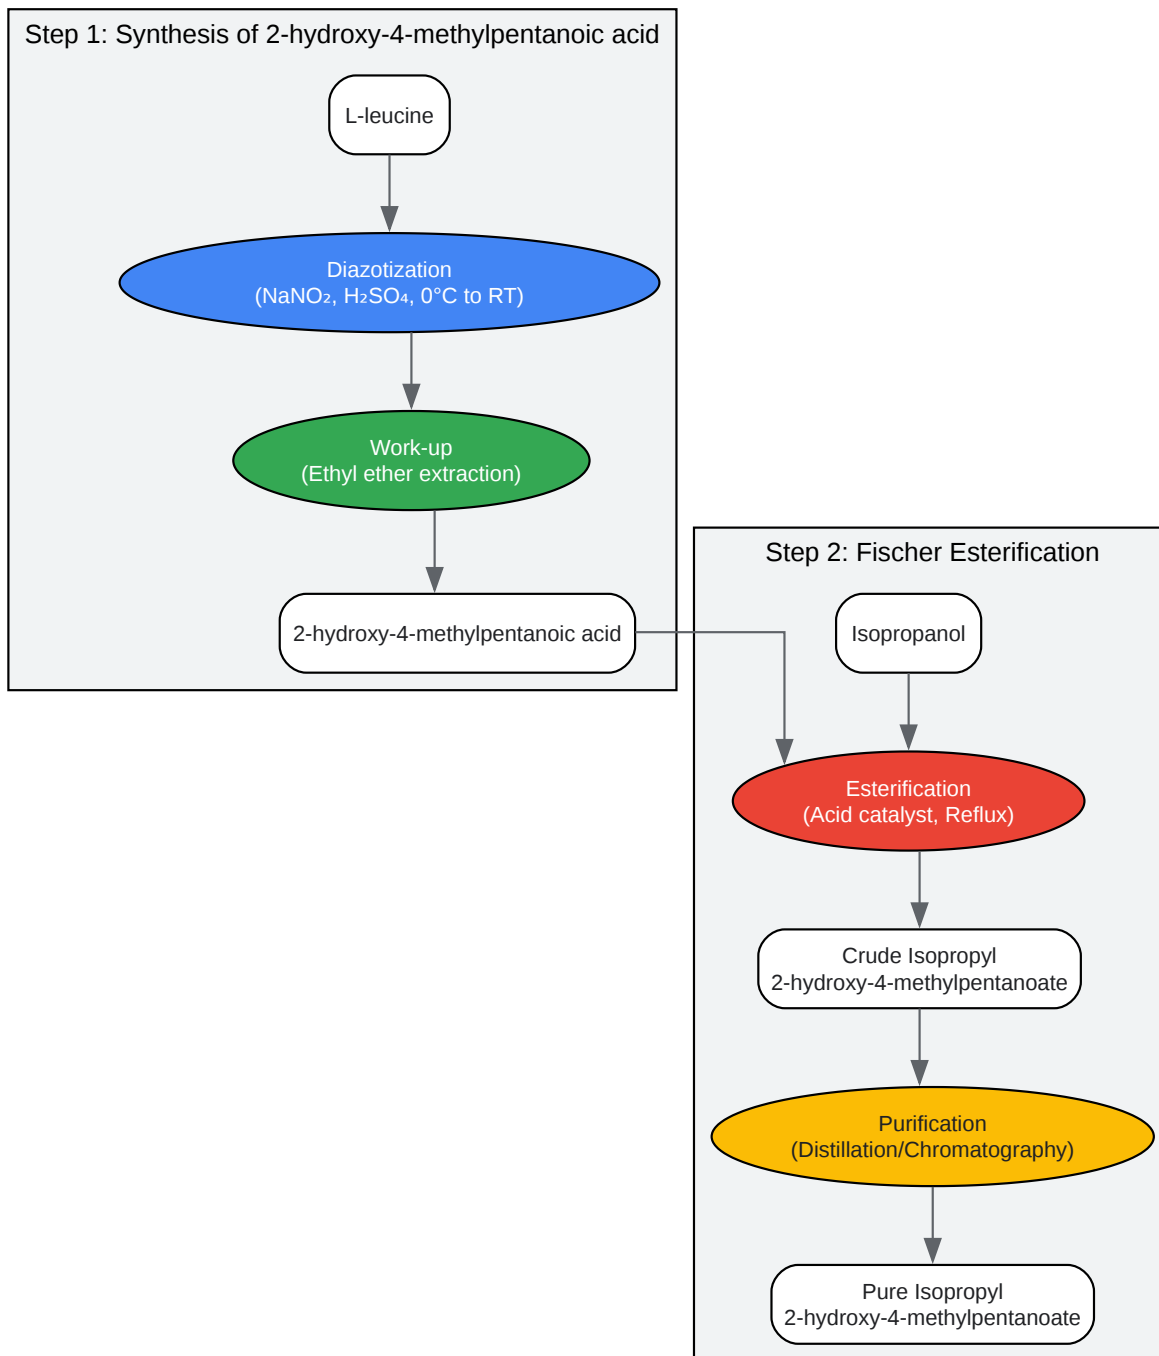 Step 1: Synthesis of 2-hydroxy-4-methylpentanoic acid
L-leucine
Diazotization
(NaNO₂, H₂SO₄, 0°C to RT)
Work-up
(Ethyl ether extraction)
2-hydroxy-4-methylpentanoic acid
Step 2: Fischer Esterification
Isopropanol
Esterification
(Acid catalyst, Reflux)
Crude Isopropyl
2-hydroxy-4-methylpentanoate
Purification
(Distillation/Chromatography)
Pure Isopropyl
2-hydroxy-4-methylpentanoate